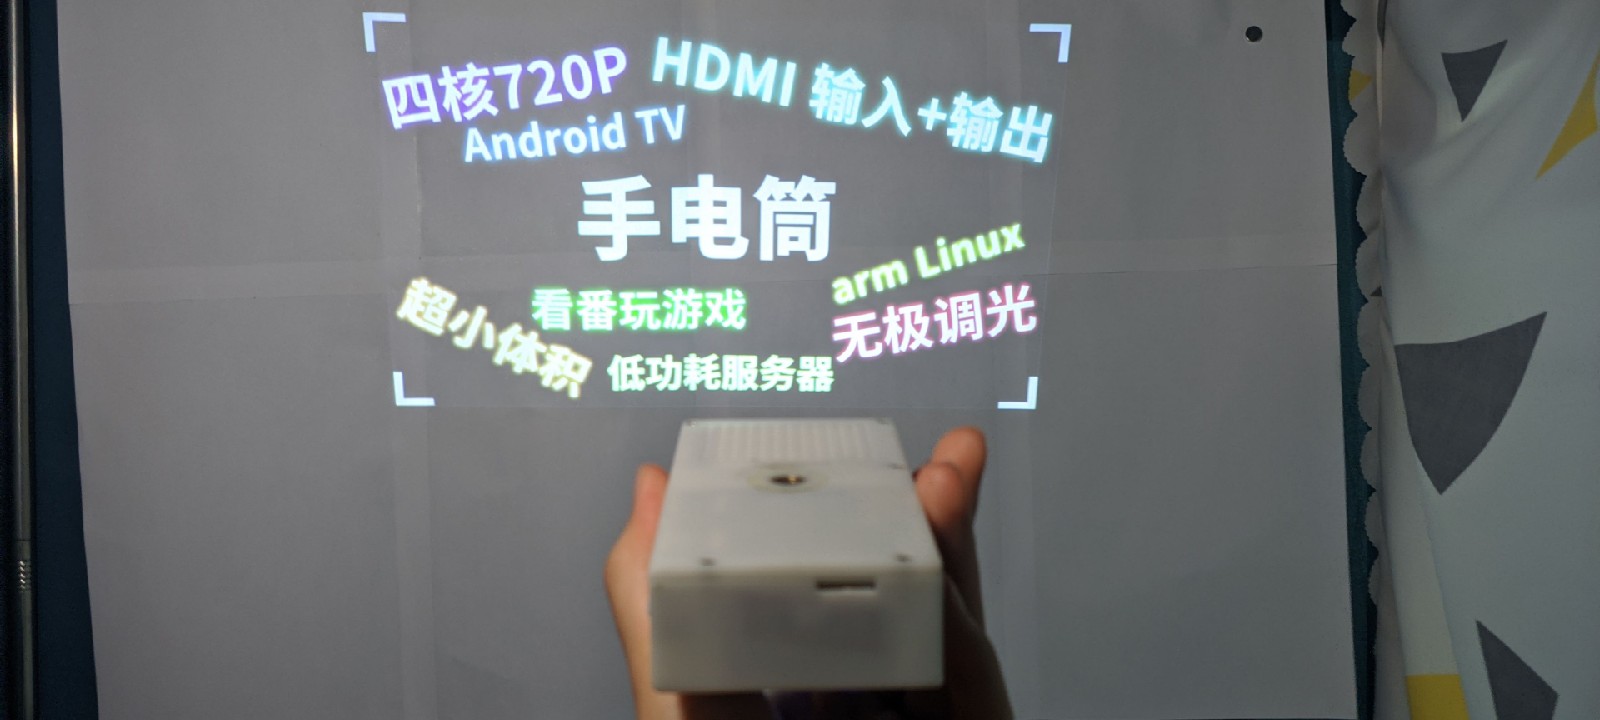 四核720P
HDMI 输入+输出
Android TV
手电筒
arm Linux
看番玩游戏
超小体积
无极调光
低功耗服务器